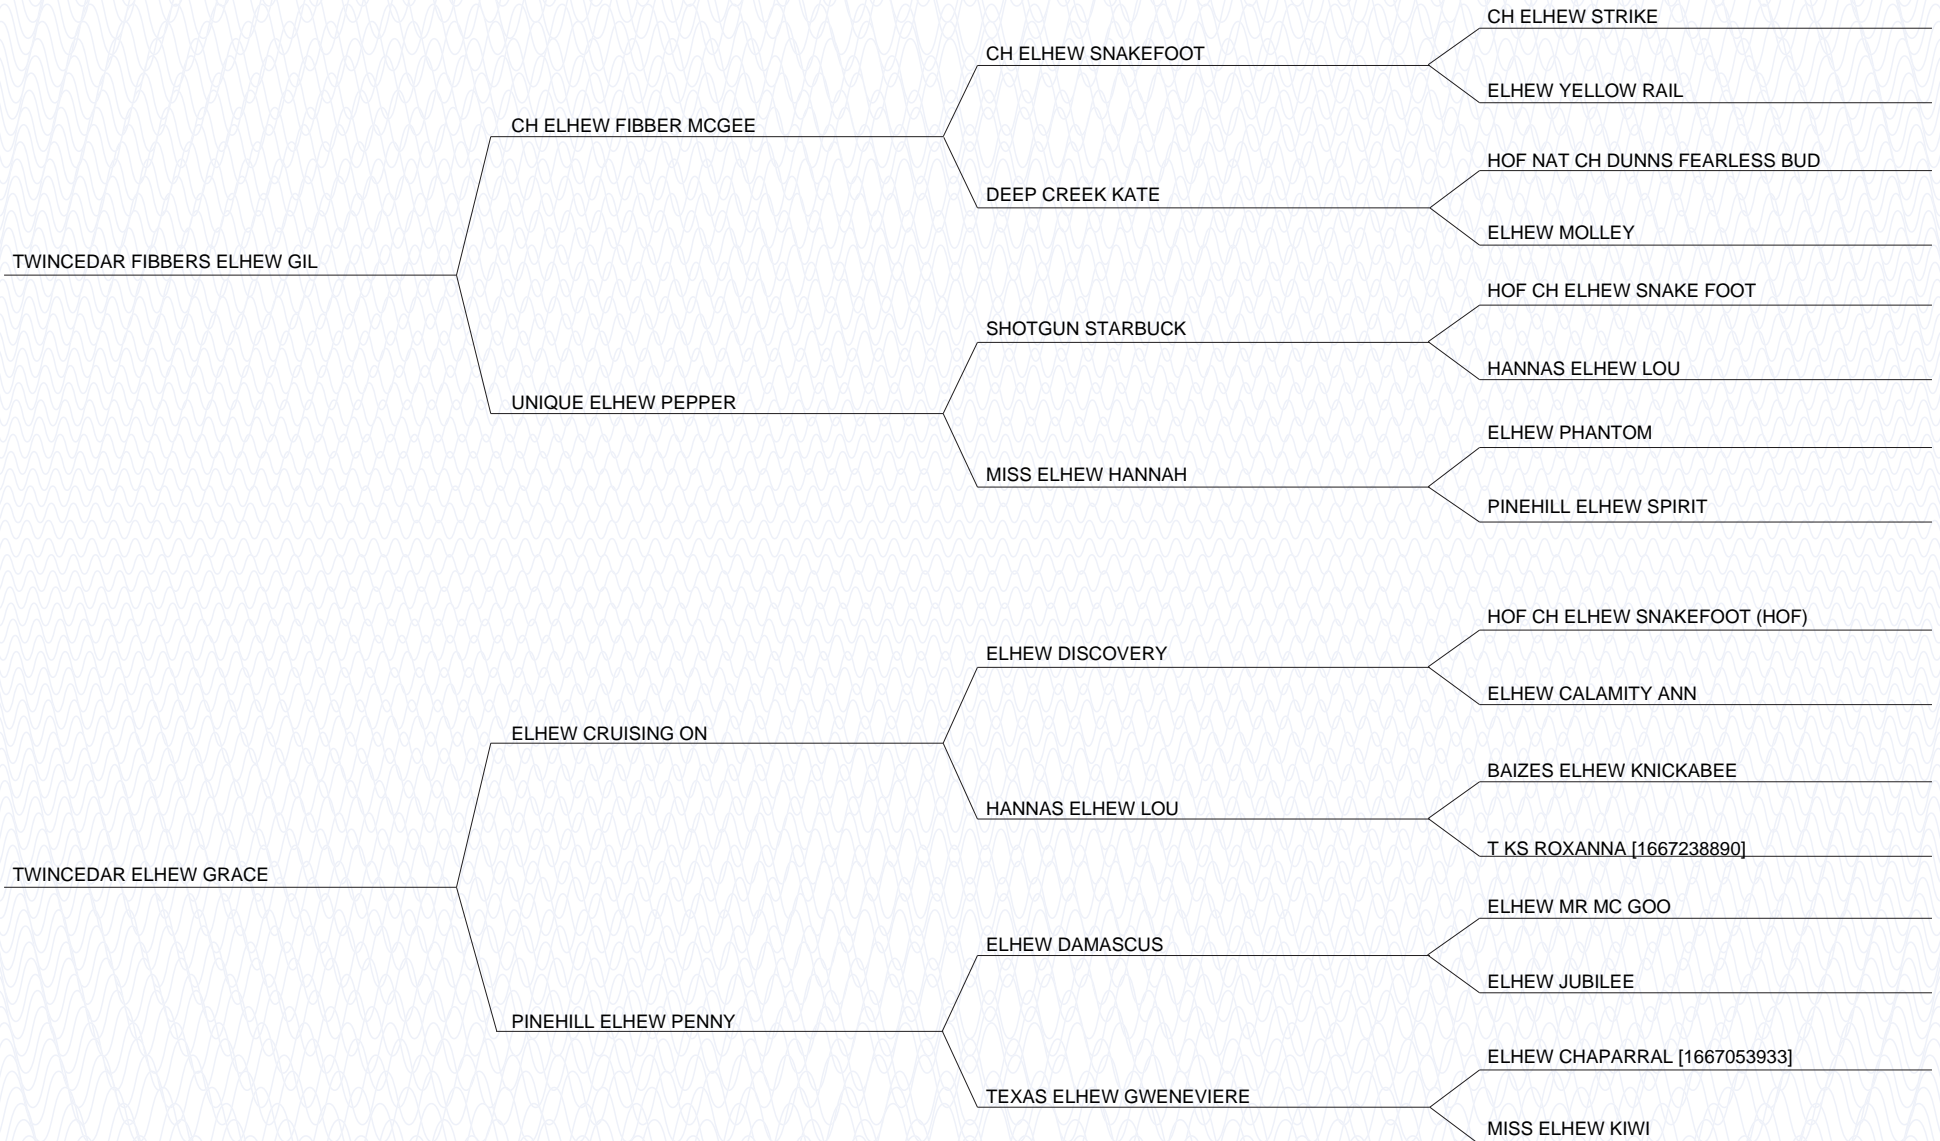 CH ELHEW STRIKE
CH ELHEW SNAKEFOOT
ELHEW YELLOW RAIL
CH ELHEW FIBBER MCGEE
HOF NAT CH DUNNS FEARLESS BUD
DEEP CREEK KATE
ELHEW MOLLEY
TWINCEDAR FIBBERS ELHEW GIL
HOF CH ELHEW SNAKE FOOT
SHOTGUN STARBUCK
HANNAS ELHEW LOU
UNIQUE ELHEW PEPPER
ELHEW PHANTOM
MISS ELHEW HANNAH
PINEHILL ELHEW SPIRIT
HOF CH ELHEW SNAKEFOOT (HOF)
ELHEW DISCOVERY
ELHEW CALAMITY ANN
ELHEW CRUISING ON
BAIZES ELHEW KNICKABEE
HANNAS ELHEW LOU
T KS ROXANNA [1667238890]
TWINCEDAR ELHEW GRACE
ELHEW MR MC GOO
ELHEW DAMASCUS
ELHEW JUBILEE
PINEHILL ELHEW PENNY
ELHEW CHAPARRAL [1667053933]
TEXAS ELHEW GWENEVIERE
MISS ELHEW KIWI